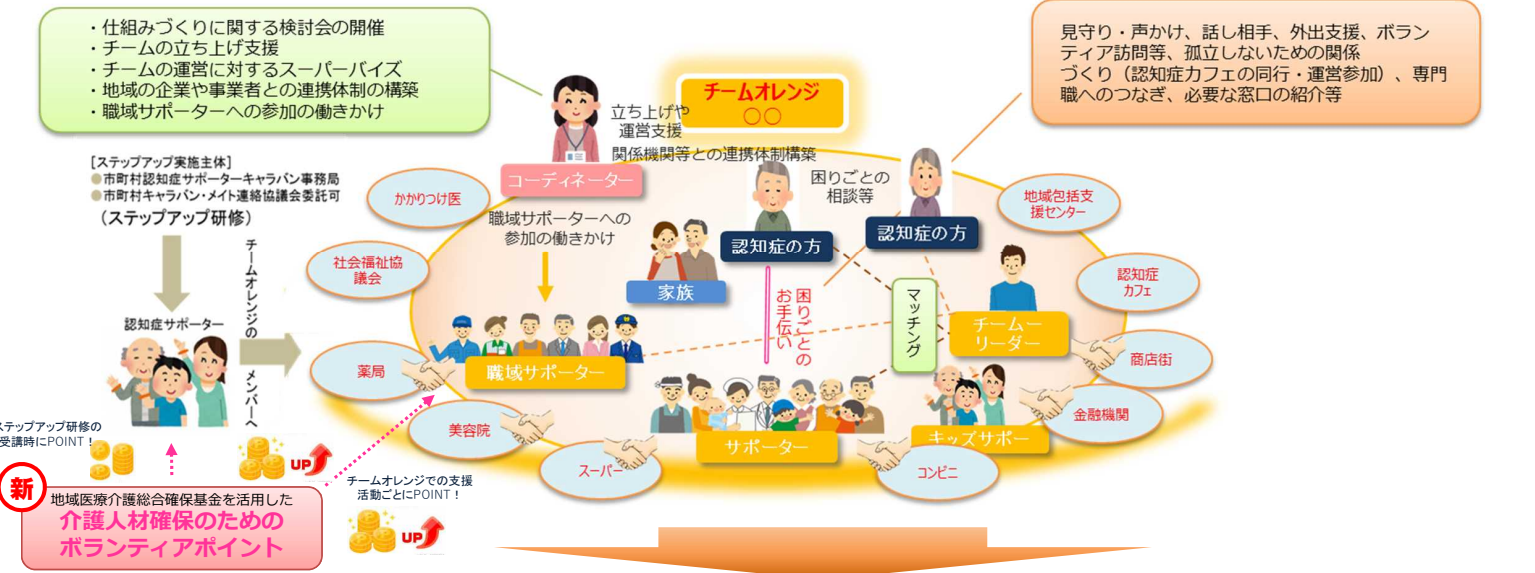 ・仕組みづくりに関する検討会の開催
・チームの立ち上げ支援
・チームの運営に対するスーパーバイズ
・地域の企業や事業者との連携体制の構築
・職域サポーターへの参加の働きかけ
見守り・声かけ、話し相手、外出支援、ボラン
ティア訪問等、孤立しないための関係
づくり（認知症カフェの同行・運営参加）、専門
職へのつなぎ、必要な窓口の紹介等
チームオレンジ
〇〇
立ち上げや
運営支援
関係機関等との連携体制構築
コーディネーター
[ステップアップ実施主体]
●市町村認知症サポーターキャラバン事務局
●市町村キャラバン・メイト連絡協議会委託可
（ステップアップ研修）
チームオレンジの メンバーへ
認知症サポーター
かかりつけ医
社会福祉協
議会
薬局
美容院
スーパー
コンビニ
金融機関
商店街
認知症
カフェ
地域包括支
援センター
職域サポーターへの
参加の働きかけ
困りごとの
相談等
認知症の方
認知症の方
家族
困りごとの
お手伝い
マッチング
チームー
リーダー
職域サポーター
サポーター
キッズサポー
ステップアップ研修の
受講時にPOINT！
UP
チームオレンジでの支援
活動ごとにPOINT！
UP
新
地域医療介護総合確保基金を活用した
介護人材確保のための
ボランティアポイント